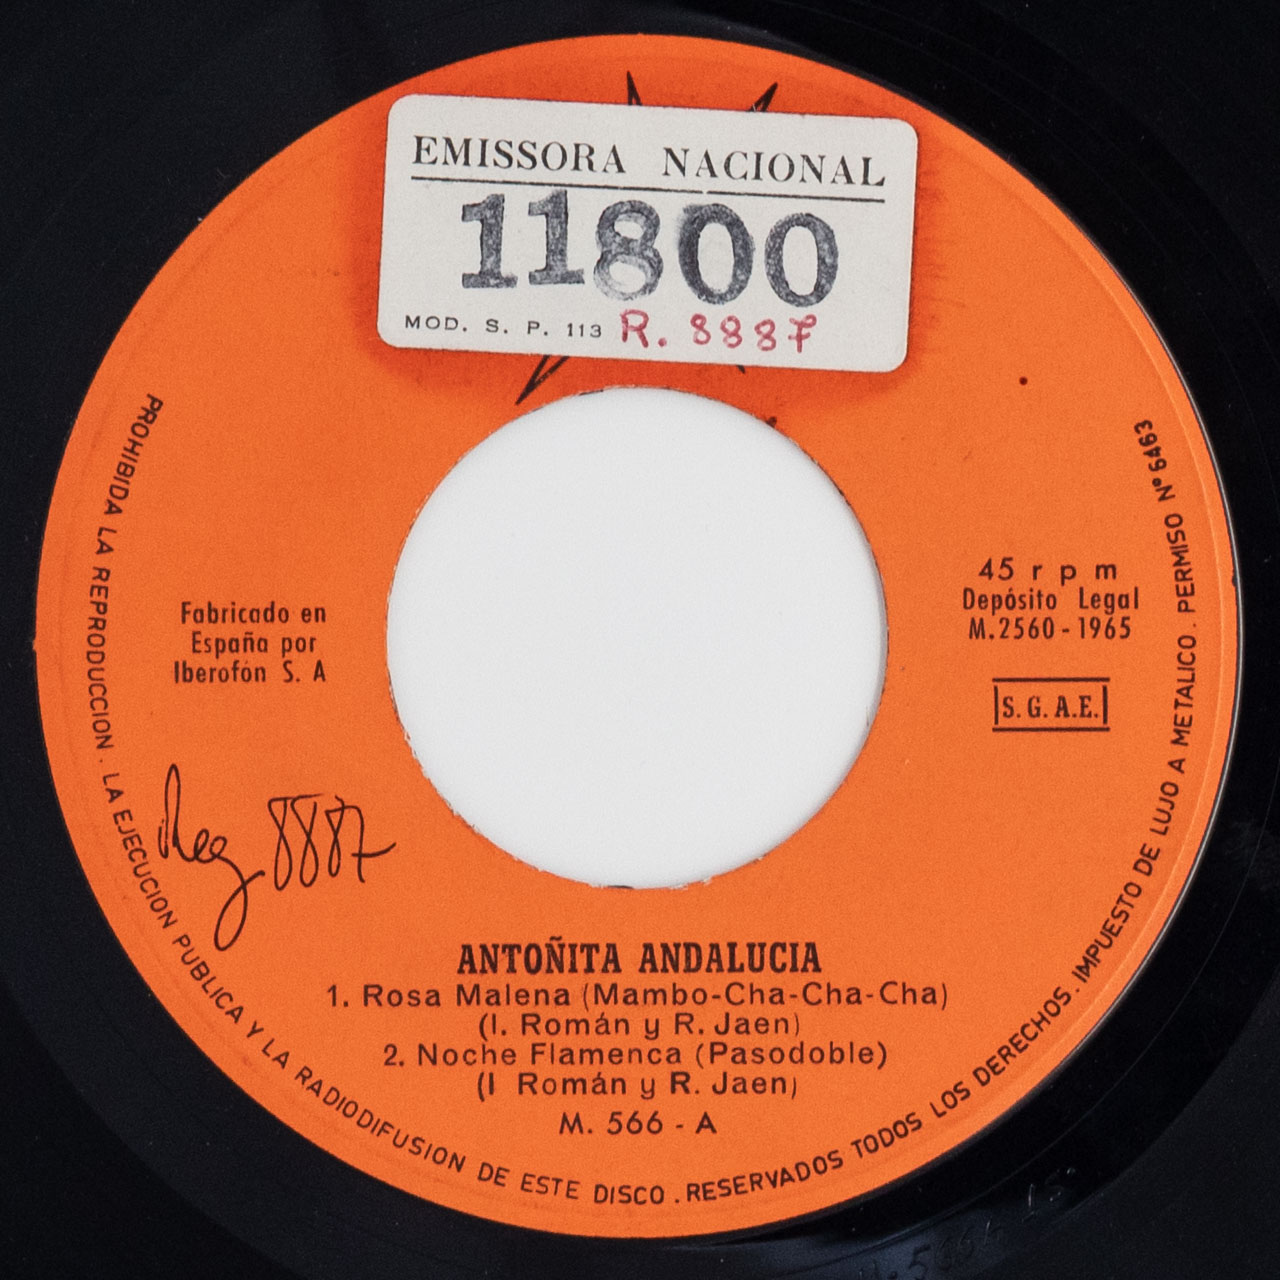 EMISSORA NACIONAL
11800
MOD. S. P. 113 R. 8887
Fabricado en
España por
Iberofón S. A
45 rpm
Depósito Legal
M.2560-1965
S. G. A.E.
Reg 8887
ANTOÑITA ANDALUCIA
1. Rosa Malena (Mambo-Cha-Cha-Cha)
(I. Román y R. Jaen)
2. Noche Flamenca (Pasodoble)
(I Román y R. Jaen)
M. 566 - A
PROHIBIDA LA REPRODUCCION. LA EJECUCION PUBLICA Y LA RADIODIFUSION DE ESTE DISCO. RESERVADOS TODOS LOS DERECHOS. IMPUESTO DE LUJO A METALICO. PERMISO Nº 6463